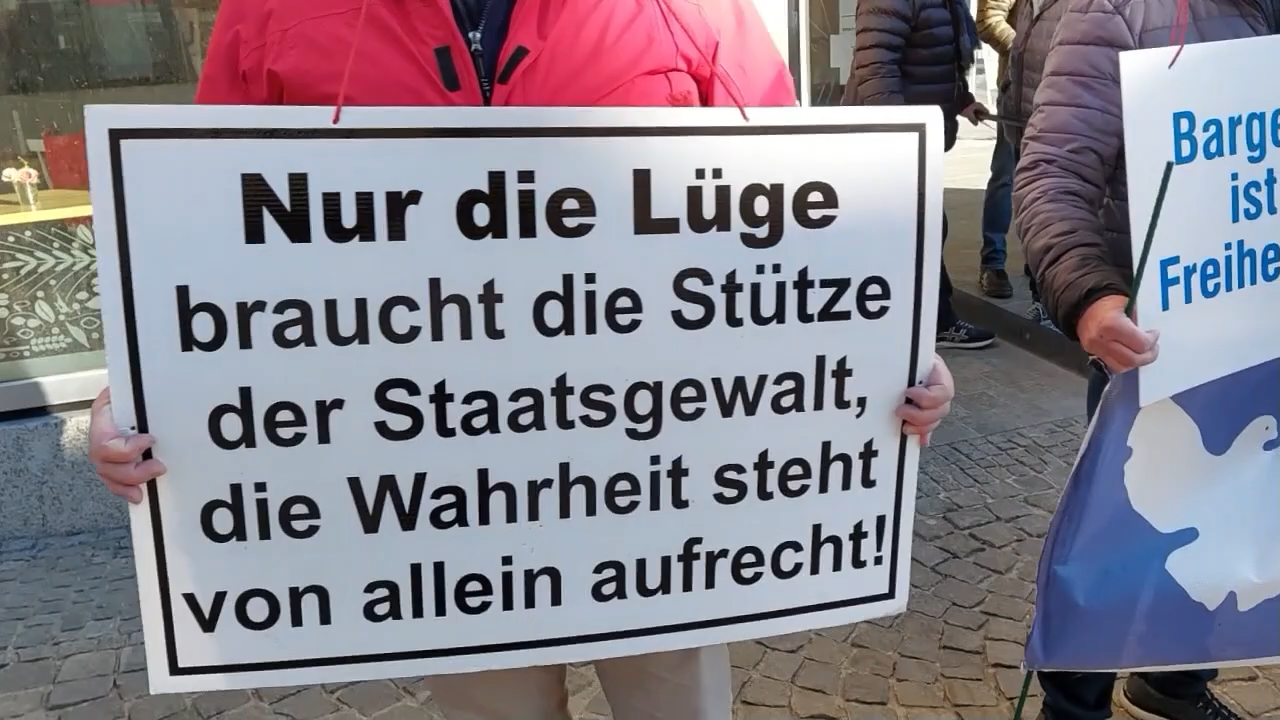 Nur die Lüge
braucht die Stütze
der Staatsgewalt,
die Wahrheit steht
von allein aufrecht!
ist